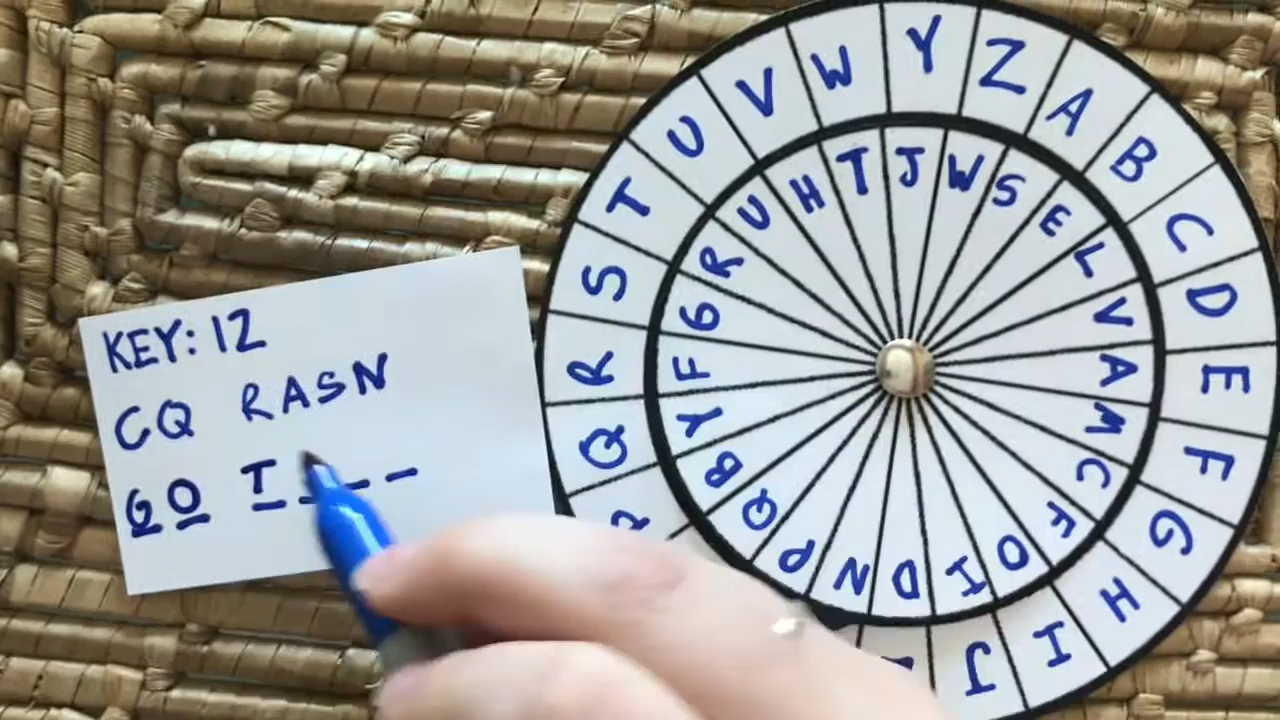 KEY: 12
CQ RASN
GO T _ _ _
Q R S T U V W Y Z A B C D E F G H I J
B Y F G R U H T J W S E L V A M C F O I D N P Q